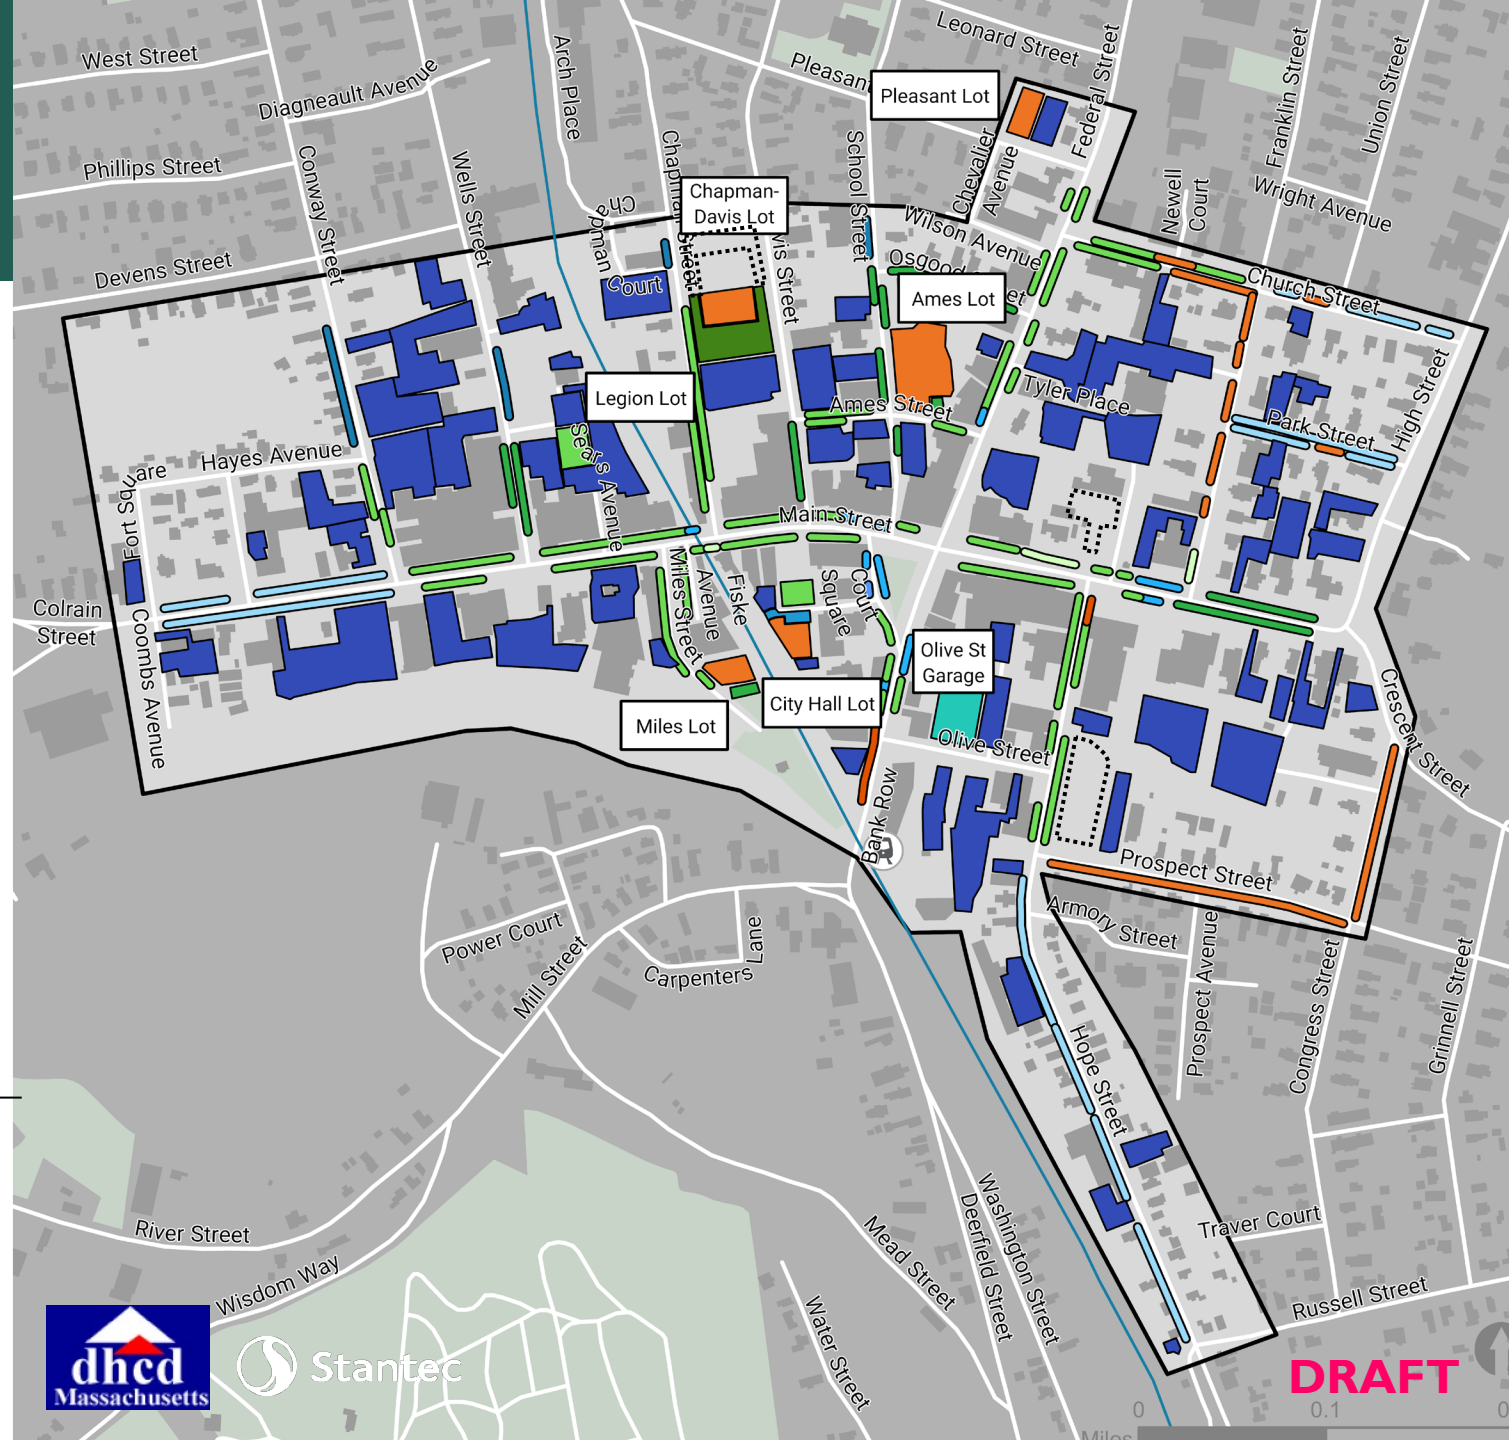 West Street
Diagneault Avenue
Phillips Street
Devens Street
Conway Street
Wells Street
Arch Place
Chapman Street
Chapman
Court
Pleasant
Leonard Street
Federal Street
Franklin Street
Union Street
Pleasant Lot
Chapman-
Davis Lot
School Street
Chevalier
Avenue
Newell
Court
Wright Avenue
Wilson Avenue
Osgood
Ames Lot
Church Street
High Street
Legion Lot
Ames Street
Tyler Place
Park Street
Hayes Avenue
Fort Square
Sears Avenue
Main Street
Colrain
Street
Coombs Avenue
Miles Street
Fiske
Avenue
Court
Square
Olive St
Garage
City Hall Lot
Miles Lot
Olive Street
Crescent Street
Bank Row
Prospect Street
Armory Street
Prospect Avenue
Power Court
Mill Street
Carpenters Lane
Congress Street
Grinnell Street
Hope Street
River Street
Wisdom Way
Mead Street
Washington Street
Deerfield Street
Traver Court
Russell Street
Water Street
dhcd
Massachusetts
Stantec
DRAFT
0
0.1
Miles